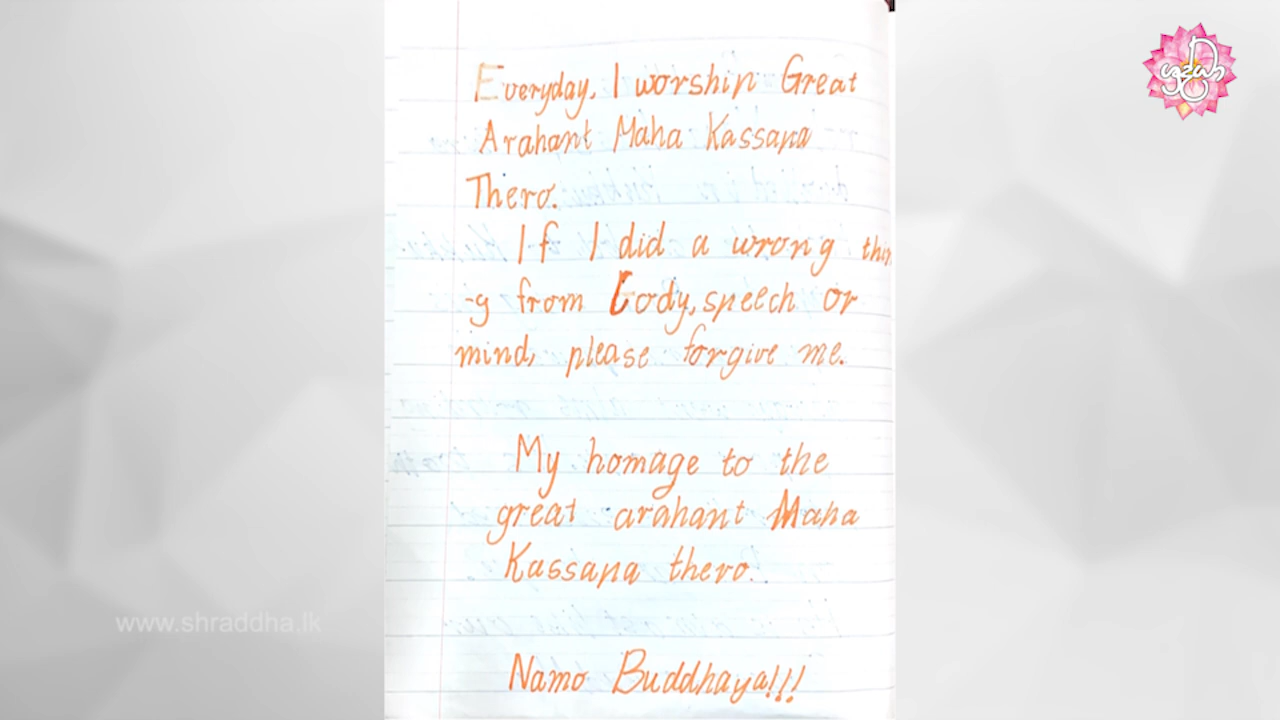 Everyday, I worship Great
Arahant Maha Kassapa
Thero.
If I did a wrong thin
-g from body, speech or
mind, please forgive me.
My homage to the
great arahant Maha
Kassapa thero.
Namo Buddhaya!!!
www.shraddha.lk